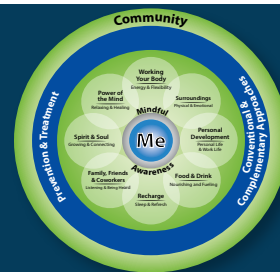 Community
Working
Your Body
Energy & Flexibility
Surroundings
Physical & Emotional
Personal
Development
Personal Life
& Work Life
Food & Drink
Nourishing and Fueling
Recharge
Sleep & Refresh
Family, Friends
& Coworkers
Listening & Being Heard
Spirit & Soul
Growing & Connecting
Power of
the Mind
Relaxing & Healing
Mindful
Me
Awareness
Prevention & Treatment
Conventional &
Complementary Approaches